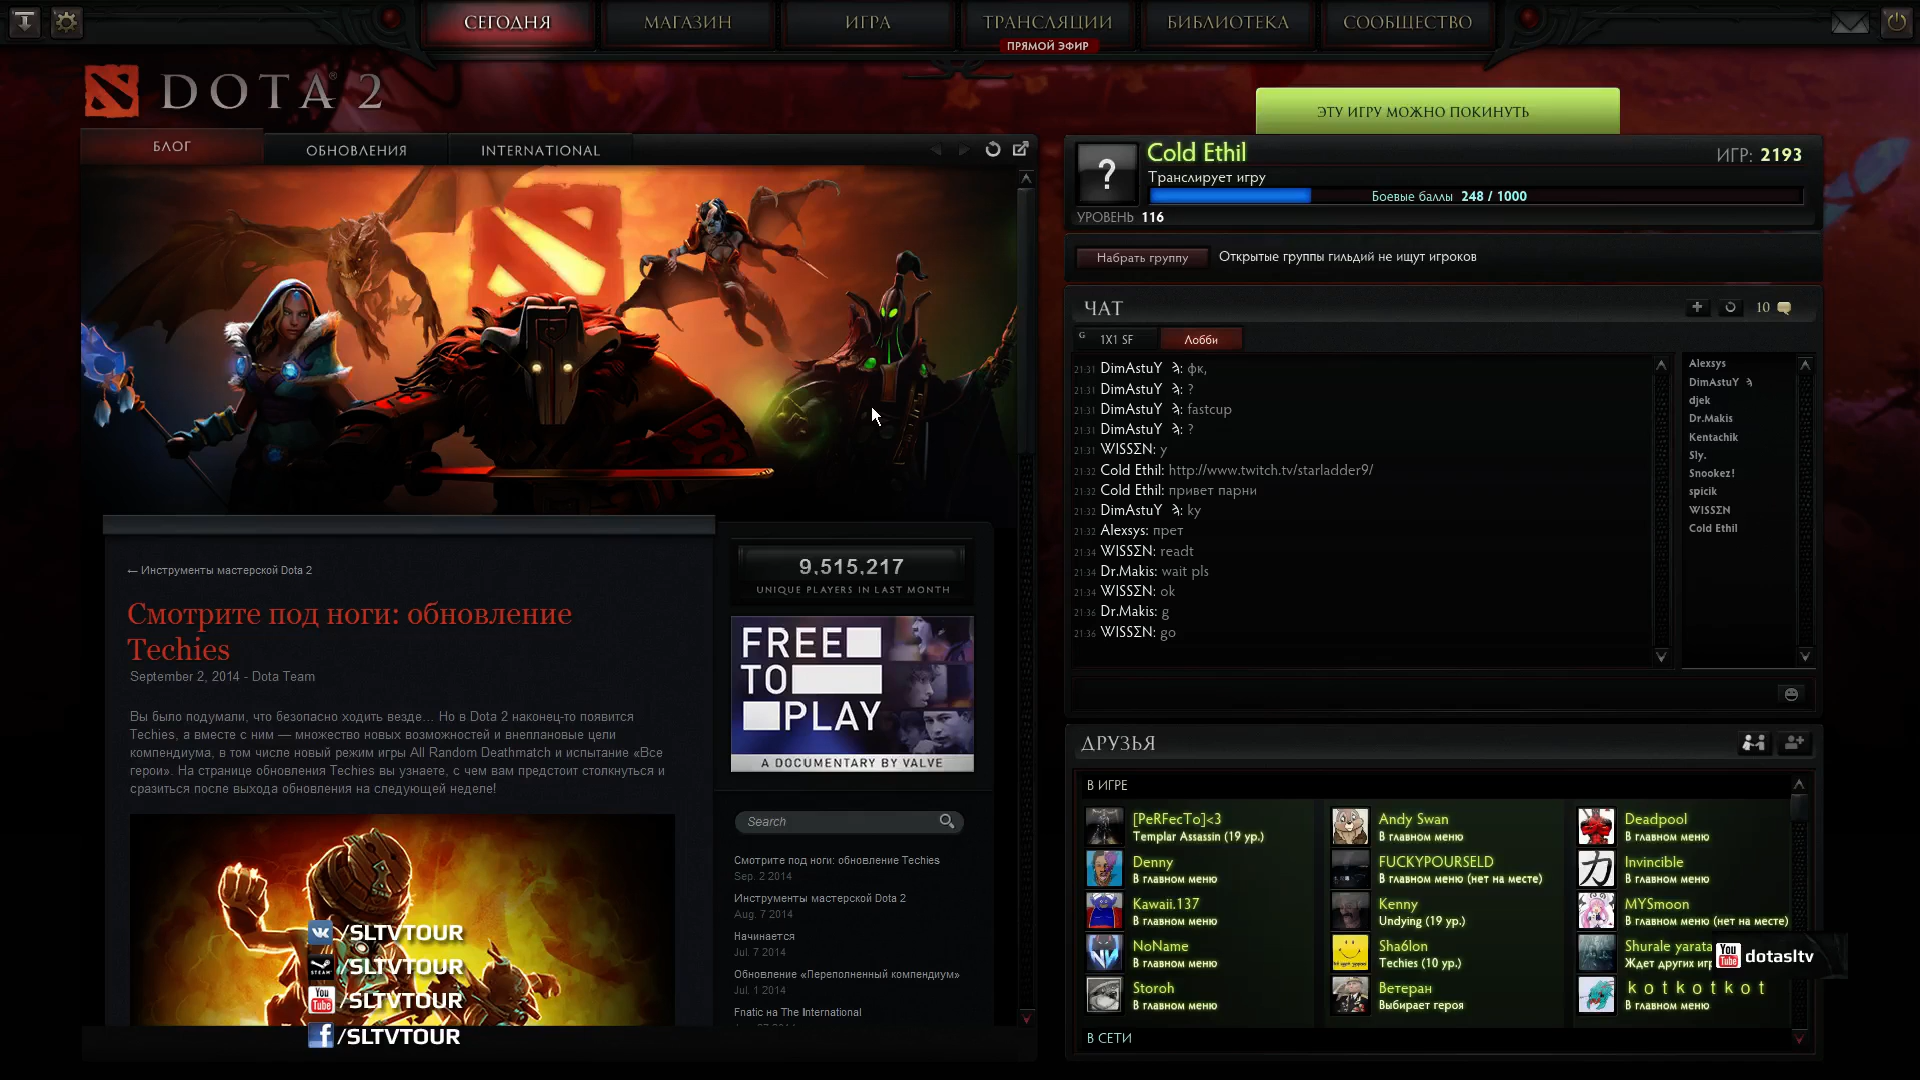 СЕГОДНЯ
МАГАЗИН
ИГРА
ТРАНСЛЯЦИИ
ПРЯМОЙ ЭФИР
БИБЛИОТЕКА
СООБЩЕСТВО
DOTA 2
БЛОГ
ОБНОВЛЕНИЯ
INTERNATIONAL
← Инструменты мастерской Dota 2
Смотрите под ноги: обновление
Techies
September 2, 2014 - Dota Team
Вы было подумали, что безопасно ходить везде... Но в Dota 2 наконец-то появится
Techies, а вместе с ним — множество новых возможностей и внеплановые цели
компендиума, в том числе новый режим игры All Random Deathmatch и испытание «Все
герои». На странице обновления Techies вы узнаете, с чем вам предстоит столкнуться и
сразиться после выхода обновления на следующей неделе!
/SLTVTOUR
STEAM
/SLTVTOUR
You Tube
/SLTVTOUR
/SLTVTOUR
9,515,217
UNIQUE PLAYERS IN LAST MONTH
FREE
TO
PLAY
A DOCUMENTARY BY VALVE
Search
Смотрите под ноги: обновление Techies
Sep. 2 2014
Инструменты мастерской Dota 2
Aug. 7 2014
Начинается
Jul. 7 2014
Обновление «Переполненный компендиум»
Jul. 1 2014
Fnatic на The International
ЭТУ ИГРУ МОЖНО ПОКИНУТЬ
?
Cold Ethil
ИГР: 2193
Транслирует игру
Боевые баллы 248 / 1000
УРОВЕНЬ 116
Набрать группу
Открытые группы гильдий не ищут игроков
ЧАТ
10
G 1X1 SF
Лобби
21:31 DimAstuY ⲇ: фк,
21:31 DimAstuY ⲇ: ?
21:31 DimAstuY ⲇ: fastcup
21:31 DimAstuY ⲇ: ?
21:31 WISSΣN: y
21:32 Cold Ethil: http://www.twitch.tv/starladder9/
21:32 Cold Ethil: привет парни
21:32 DimAstuY ⲇ: ky
21:32 Alexsys: прет
21:34 WISSΣN: readt
21:34 Dr.Makis: wait pls
21:34 WISSΣN: ok
21:36 Dr.Makis: g
21:36 WISSΣN: go
Alexsys
DimAstuY ⲇ
djek
Dr.Makis
Kentachik
Sly.
Snookez!
spicik
WISSΣN
Cold Ethil
ДРУЗЬЯ
В ИГРЕ
[PeRFecTo]<3
Templar Assassin (19 ур.)
Denny
В главном меню
Kawaii.137
В главном меню
NoName
В главном меню
Storoh
В главном меню
Andy Swan
В главном меню
FUCKYPOURSELD
В главном меню (нет на месте)
Kenny
Undying (19 ур.)
Sha6lon
Techies (10 ур.)
Ветеран
Выбирает героя
Deadpool
В главном меню
力
Invincible
В главном меню
MYSmoon
В главном меню (нет на месте)
Shurale yarata
Ждет других игр
k o t k o t k o t
В главном меню
You Tube dotasltv
В СЕТИ